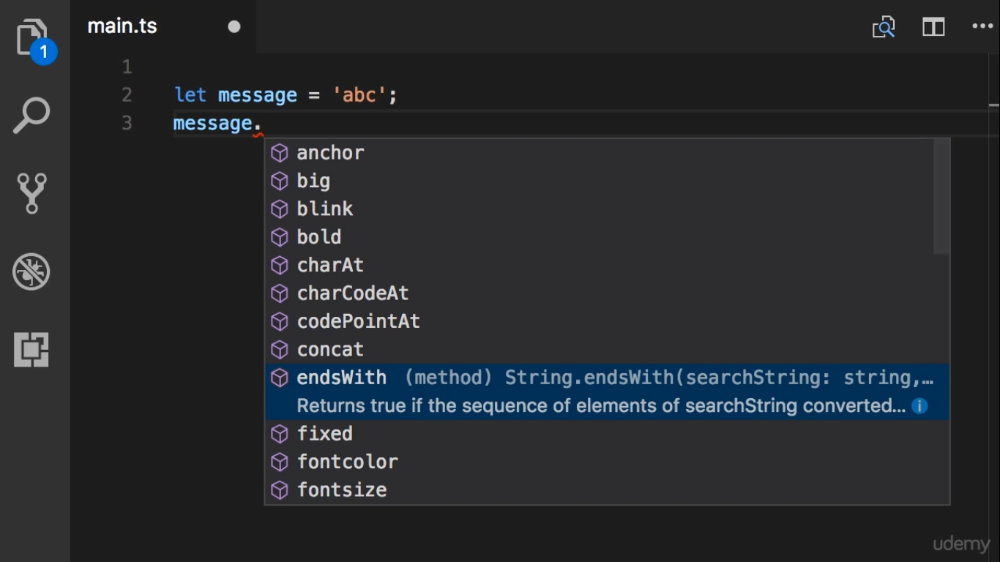 main.ts
1
1
2 let message = 'abc';
3 message.
anchor
big
blink
bold
charAt
charCodeAt
codePointAt
concat
endsWith (method) String.endsWith(searchString: string,…
Returns true if the sequence of elements of searchString converted…
fixed
fontcolor
fontsize
udemy